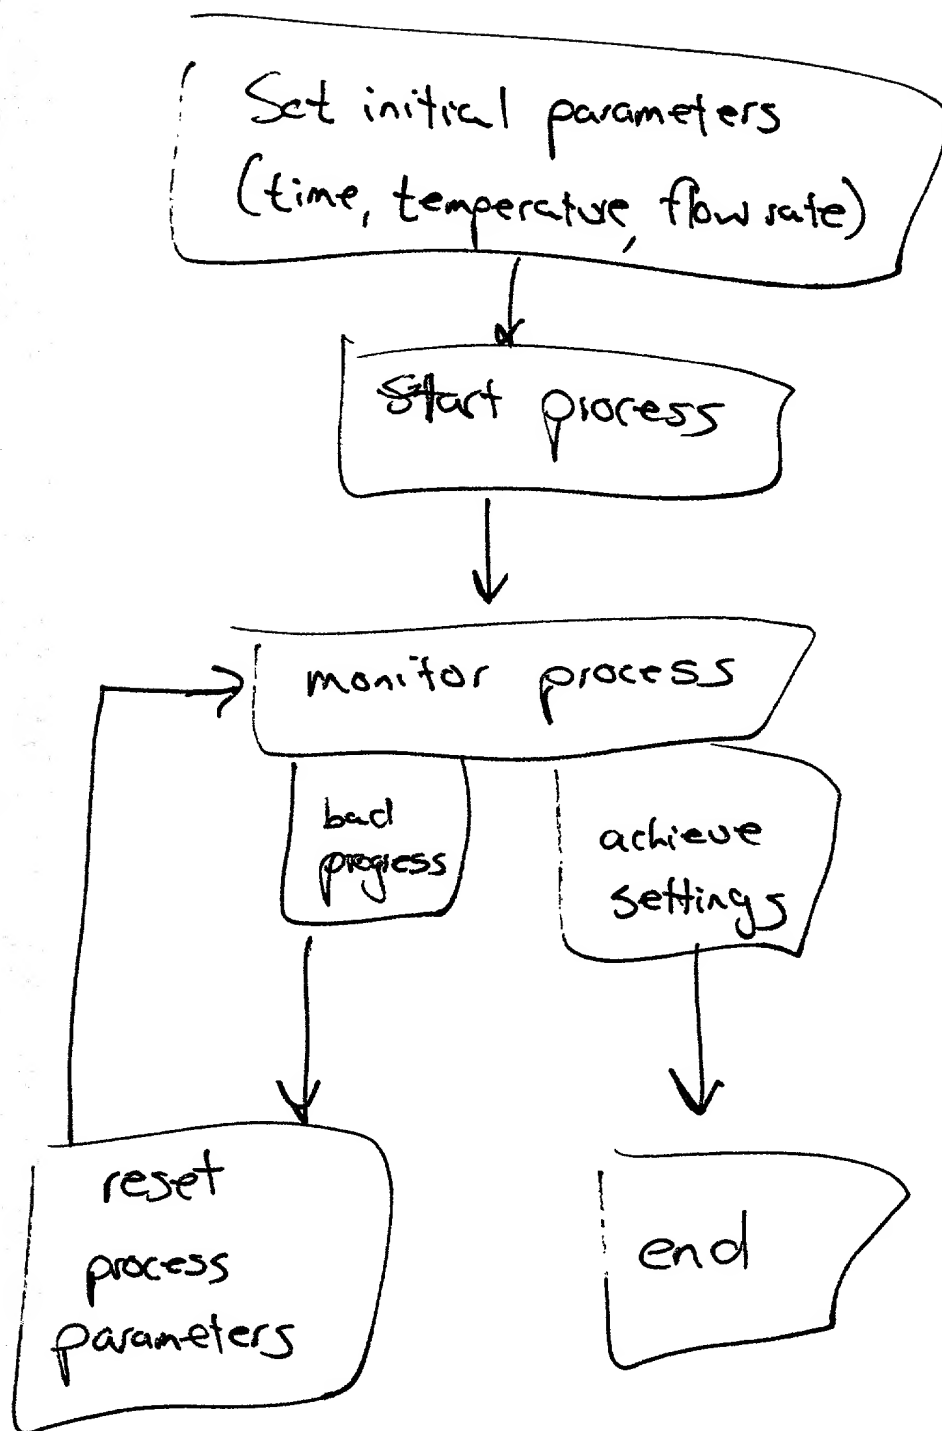 Set initial parameters
(time, temperature, flow rate)
Start process
monitor process
bad
progress
achieve
settings
reset
process
parameters
end